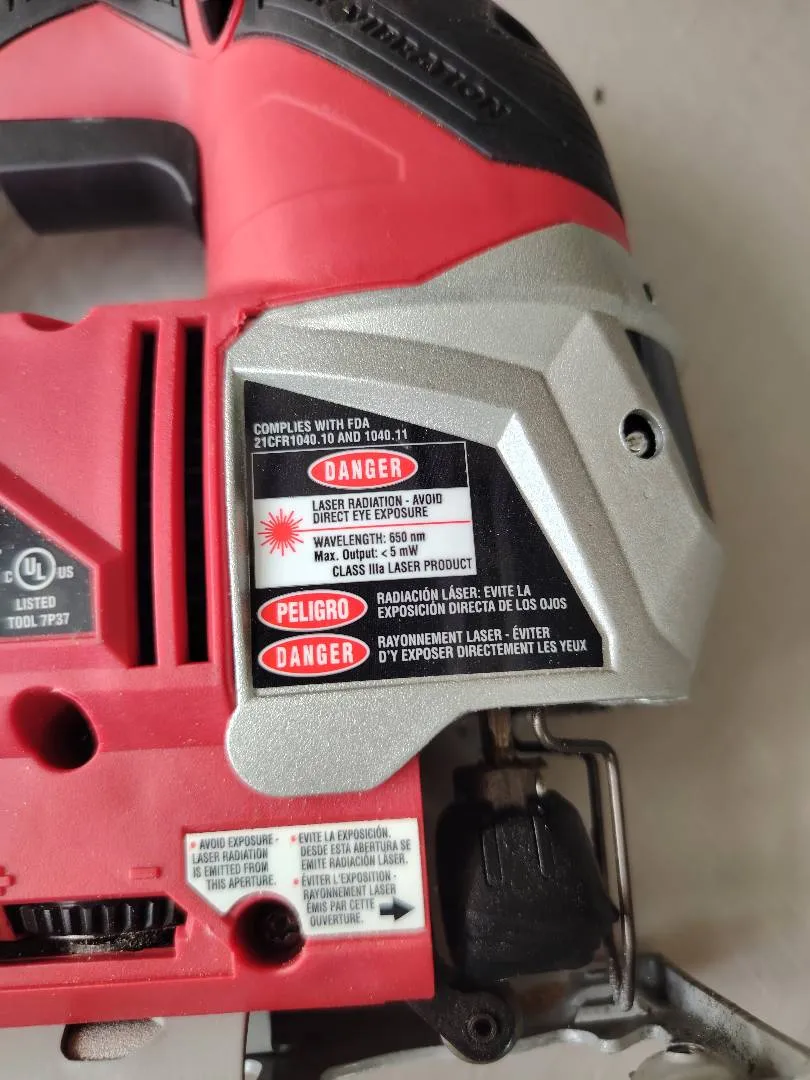 VIBRATION
COMPLIES WITH FDA
21CFR1040.10 AND 1040.11
DANGER
LASER RADIATION - AVOID
DIRECT EYE EXPOSURE
WAVELENGTH: 650 nm
Max. Output: < 5 mW
CLASS IIIa LASER PRODUCT
PELIGRO
RADIACIÓN LÁSER: EVITE LA
EXPOSICIÓN DIRECTA DE LOS OJOS
DANGER
RAYONNEMENT LASER - ÉVITER
D'Y EXPOSER DIRECTEMENT LES YEUX
C UL US
LISTED
TOOL 7P37
• AVOID EXPOSURE -
LASER RADIATION
IS EMITTED FROM
THIS APERTURE.
• EVITE LA EXPOSICIÓN.
DESDE ESTA ABERTURA SE
EMITE RADIACIÓN LÁSER.
• ÉVITER L'EXPOSITION -
RAYONNEMENT LASER
ÉMIS PAR CETTE
OUVERTURE.
+ –